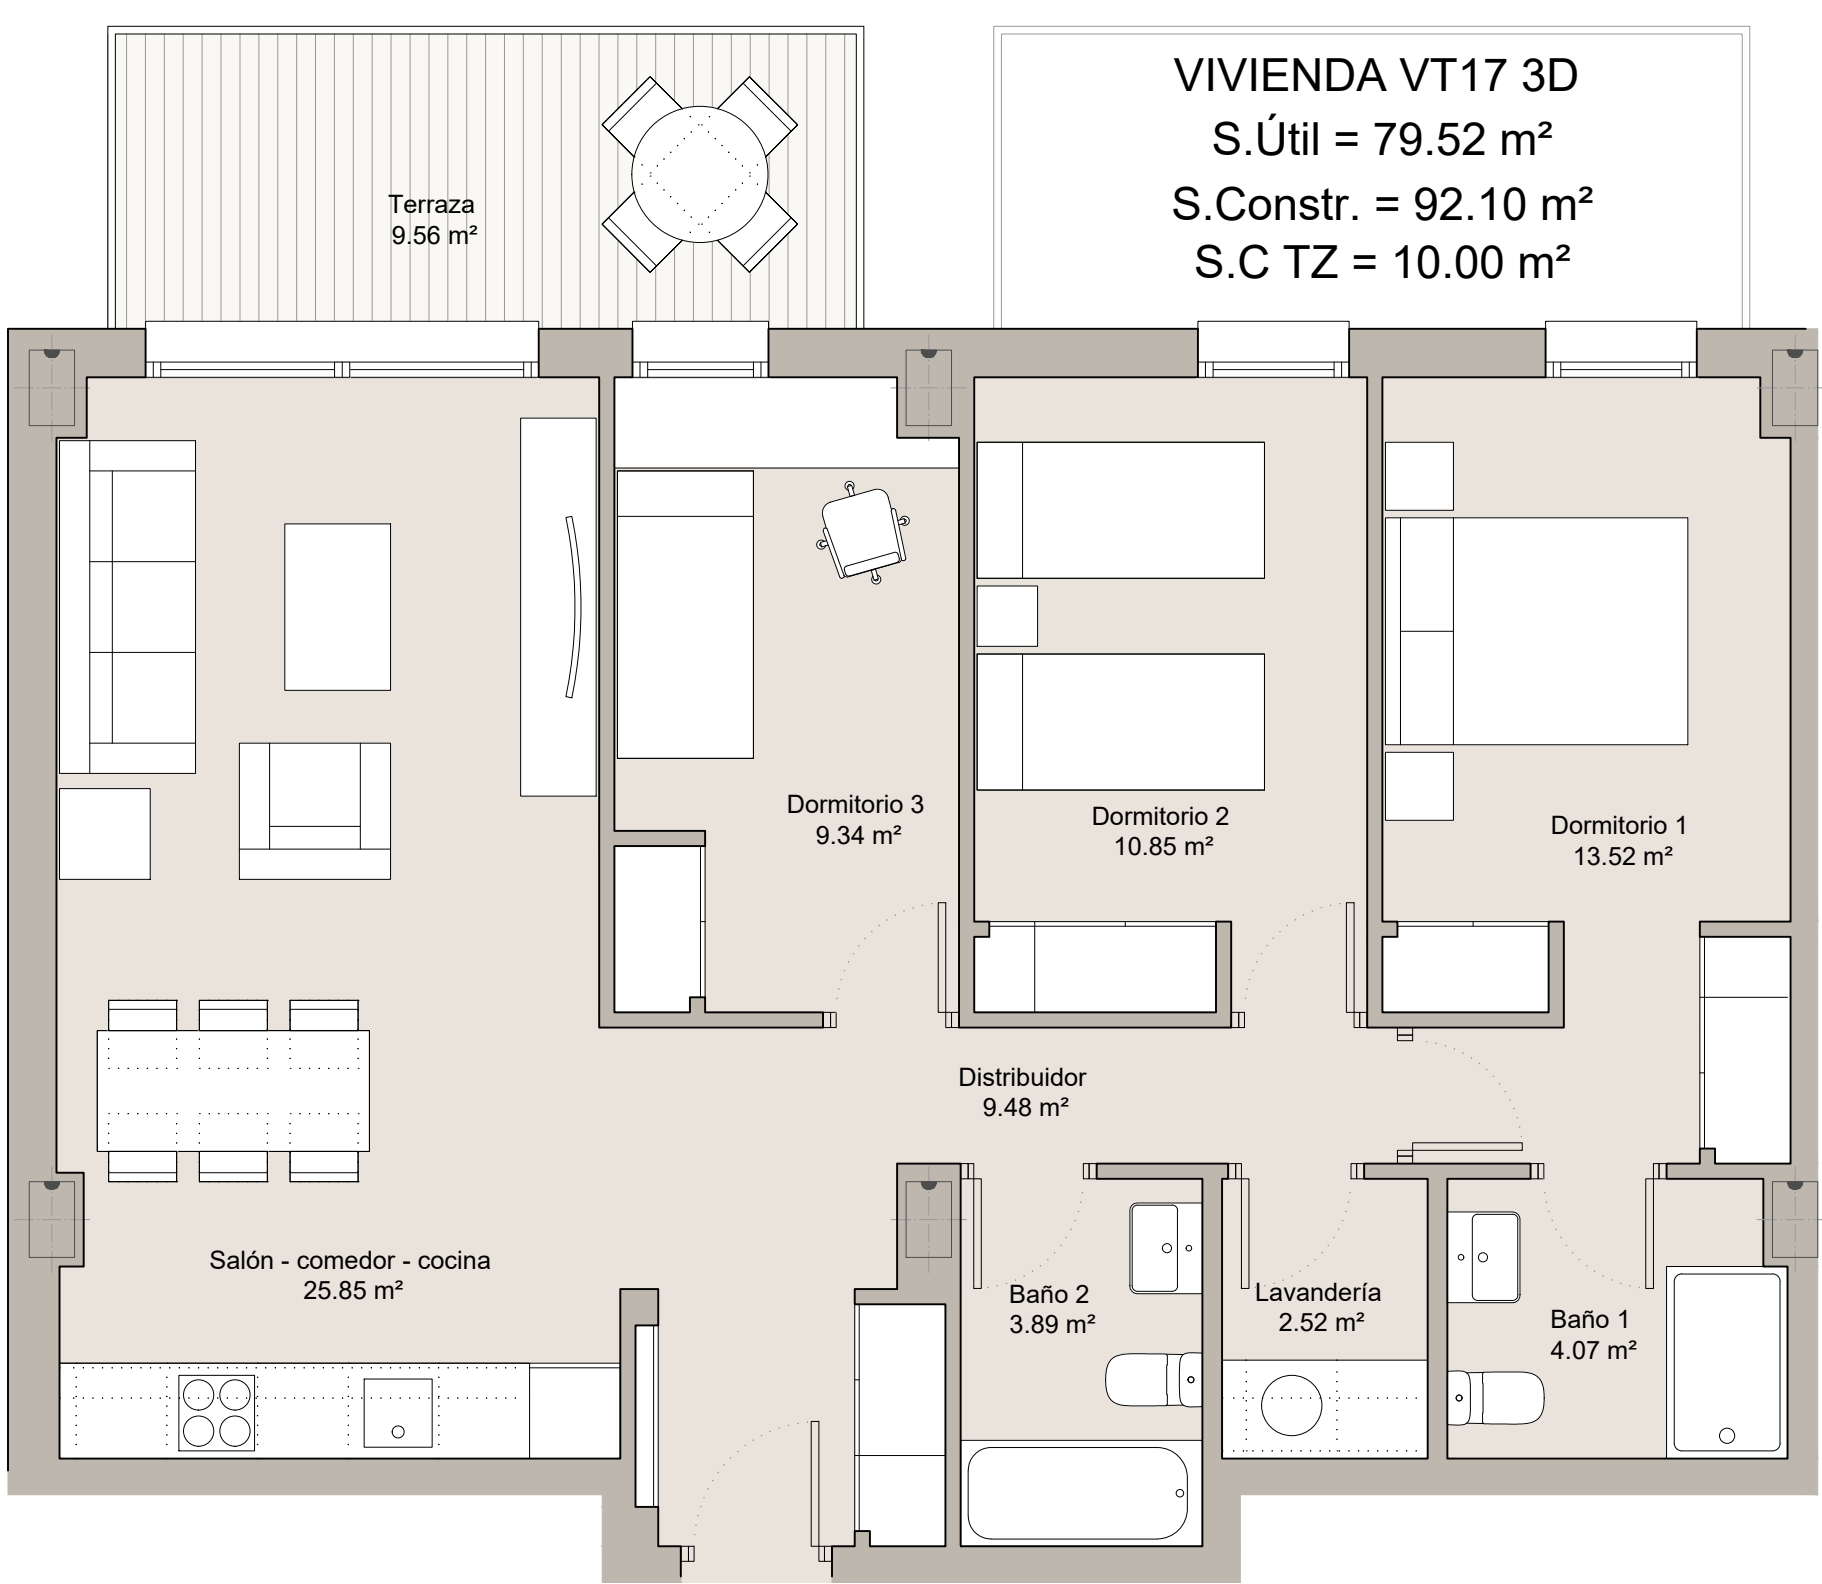 VIVIENDA VT17 3D
S.Útil = 79.52 m²
S.Constr. = 92.10 m²
S.C TZ = 10.00 m²
Terraza
9.56 m²
Dormitorio 3
9.34 m²
Dormitorio 2
10.85 m²
Dormitorio 1
13.52 m²
Distribuidor
9.48 m²
Salón - comedor - cocina
25.85 m²
Baño 2
3.89 m²
Lavandería
2.52 m²
Baño 1
4.07 m²